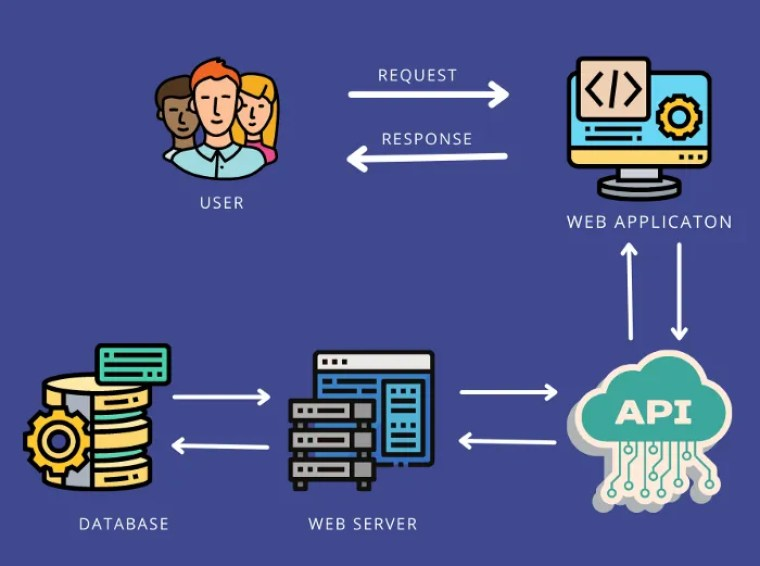 REQUEST
RESPONSE
USER
WEB APPLICATON
API
DATABASE
WEB SERVER